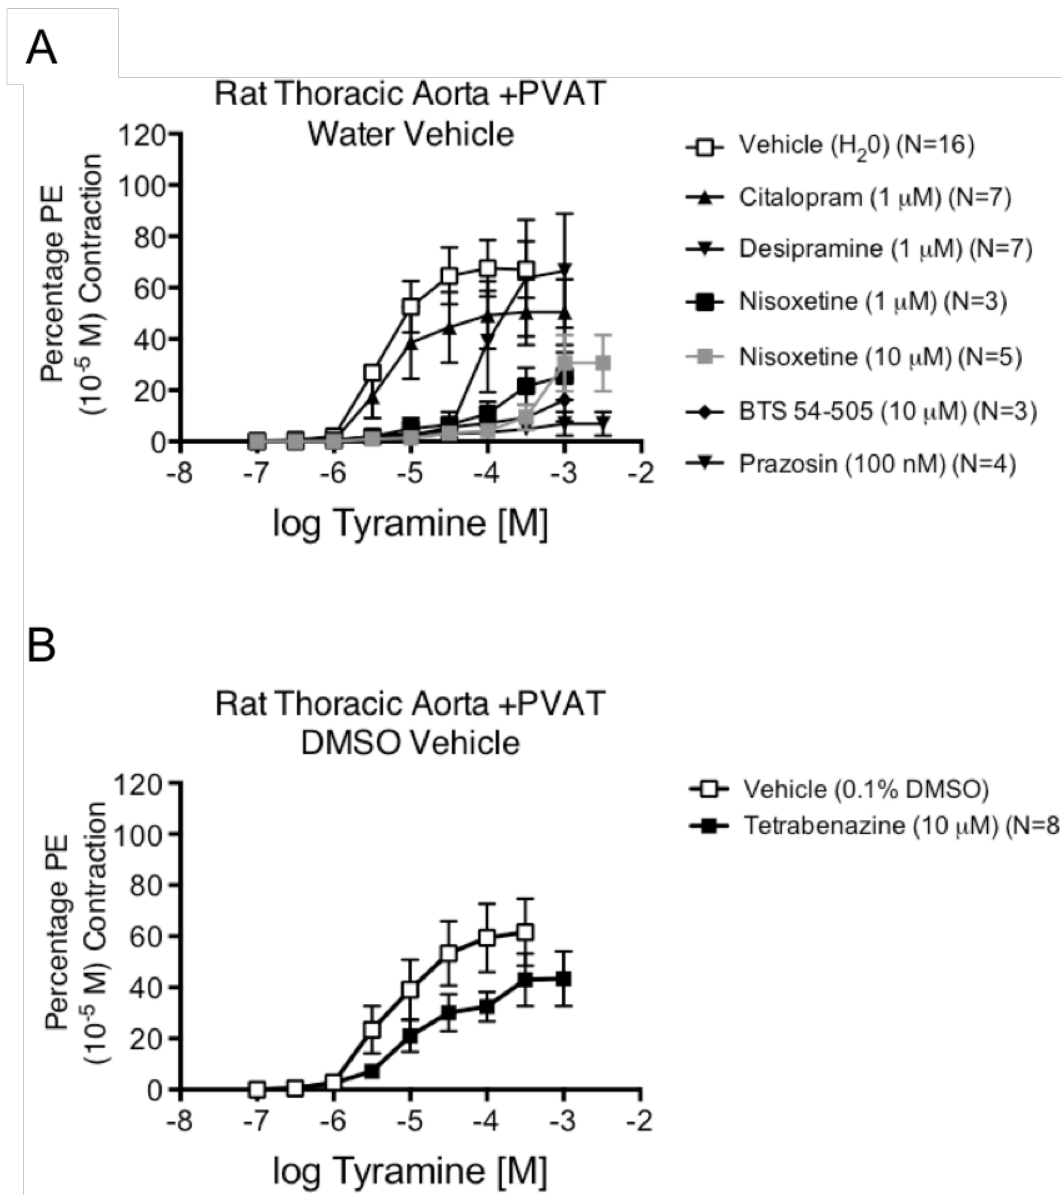 A
Rat Thoracic Aorta +PVAT
Water Vehicle
Percentage PE
(10-5 M) Contraction
120
100
80
60
40
20
0
-8 -7 -6 -5 -4 -3 -2
log Tyramine [M]
Vehicle (H20) (N=16)
Citalopram (1 μM) (N=7)
Desipramine (1 μM) (N=7)
Nisoxetine (1 μM) (N=3)
Nisoxetine (10 μM) (N=5)
BTS 54-505 (10 μM) (N=3)
Prazosin (100 nM) (N=4)
B
Rat Thoracic Aorta +PVAT
DMSO Vehicle
Percentage PE
(10-5 M) Contraction
120
100
80
60
40
20
0
-8 -7 -6 -5 -4 -3 -2
log Tyramine [M]
Vehicle (0.1% DMSO)
Tetrabenazine (10 μM) (N=8